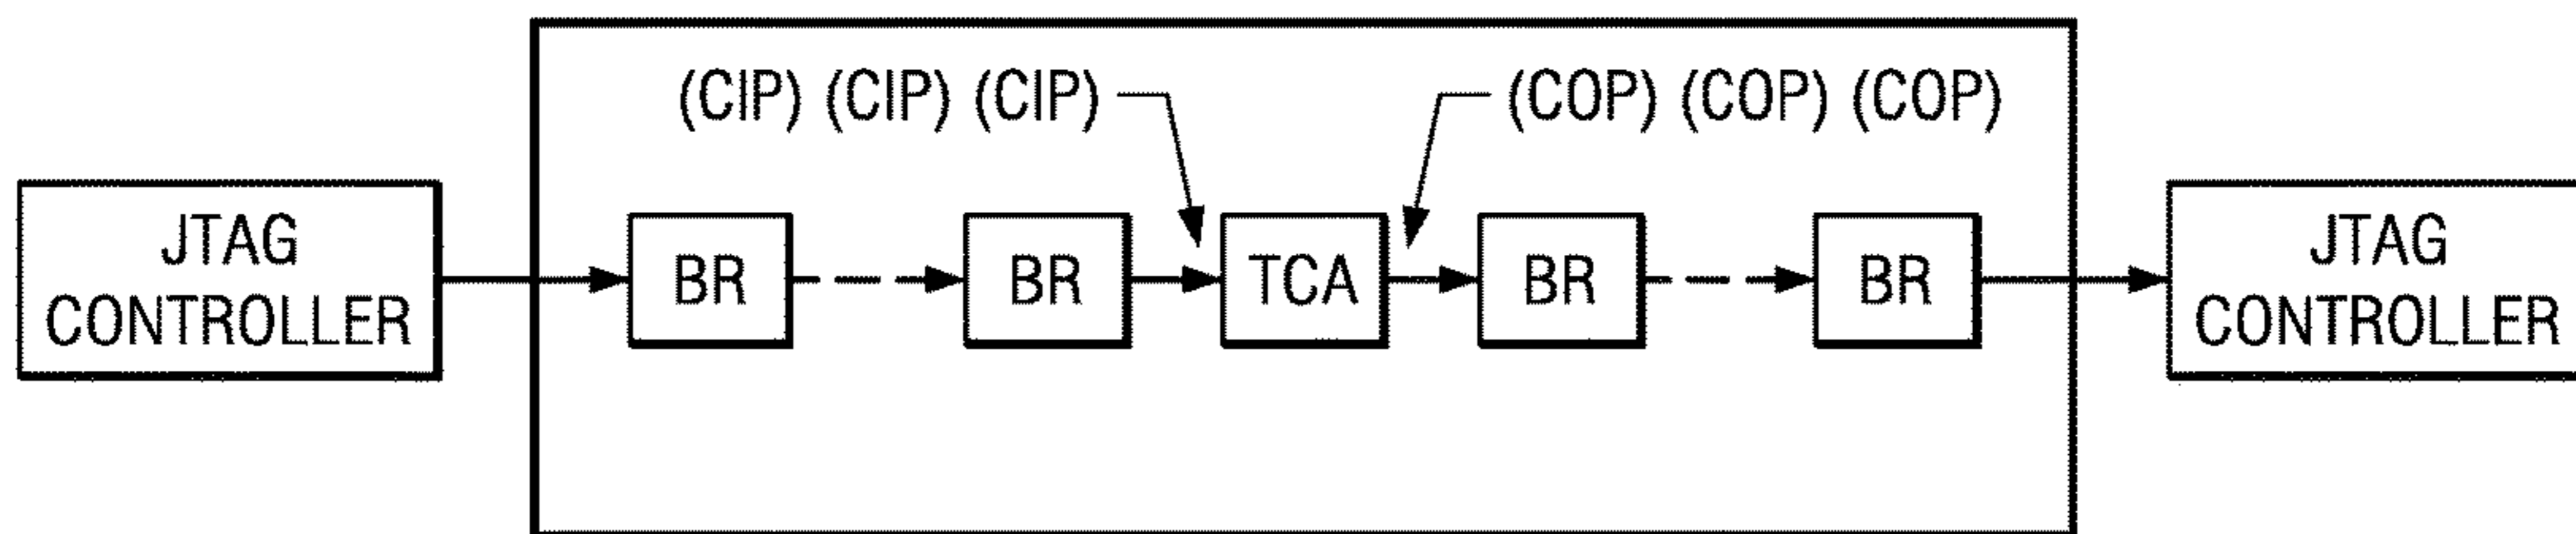 (CIP) (CIP) (CIP)
(COP) (COP) (COP)
JTAG
CONTROLLER
BR
BR
TCA
BR
BR
JTAG
CONTROLLER